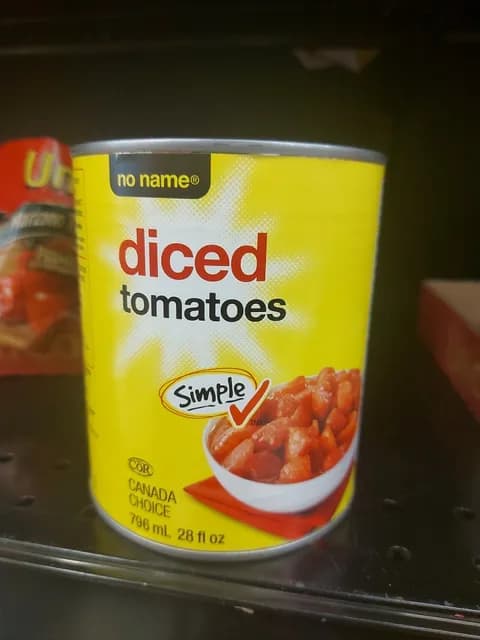 no name®
diced
tomatoes
Simple
COR
CANADA
CHOICE
796 mL 28 fl oz